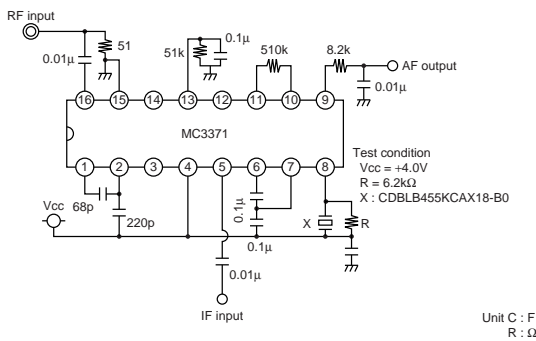 RF input
0.01μ
51
51k
0.1μ
510k
8.2k
AF output
0.01μ
16 15 14 13 12 11 10 9
MC3371
1 2 3 4 5 6 7 8
Test condition
Vcc = +4.0V
R = 6.2kΩ
X : CDBLB455KCAX18-B0
68p
220p
Vcc
0.1μ
0.1μ
X
R
0.01μ
IF input
Unit C : F
R : Ω